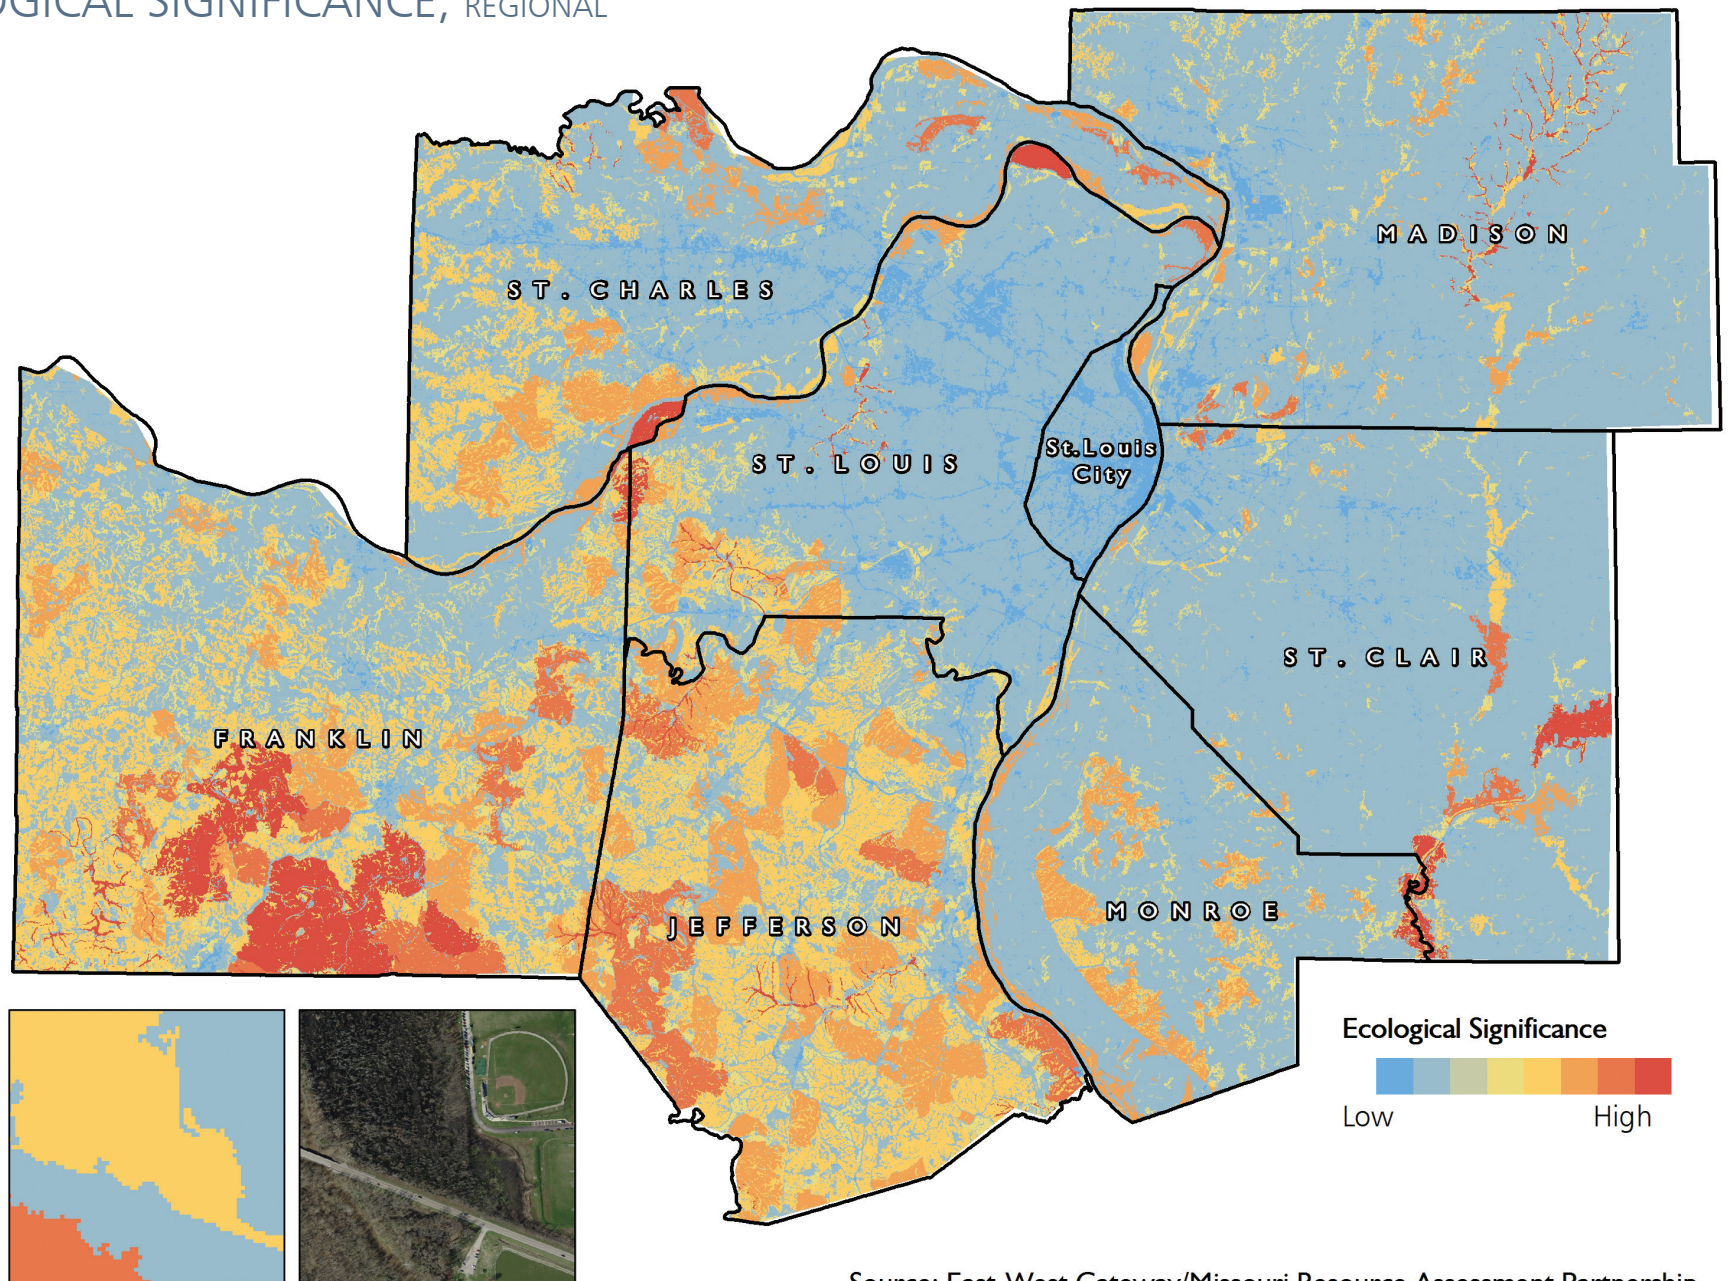 SIGNIFICANCE, REGIONAL
MADISON
ST. CHARLES
St.Louis
City
ST. LOUIS
ST. CLAIR
FRANKLIN
MONROE
JEFFERSON
Ecological Significance
Low High
Source: East-West Gateway/Missouri Resource Assessment Partnership